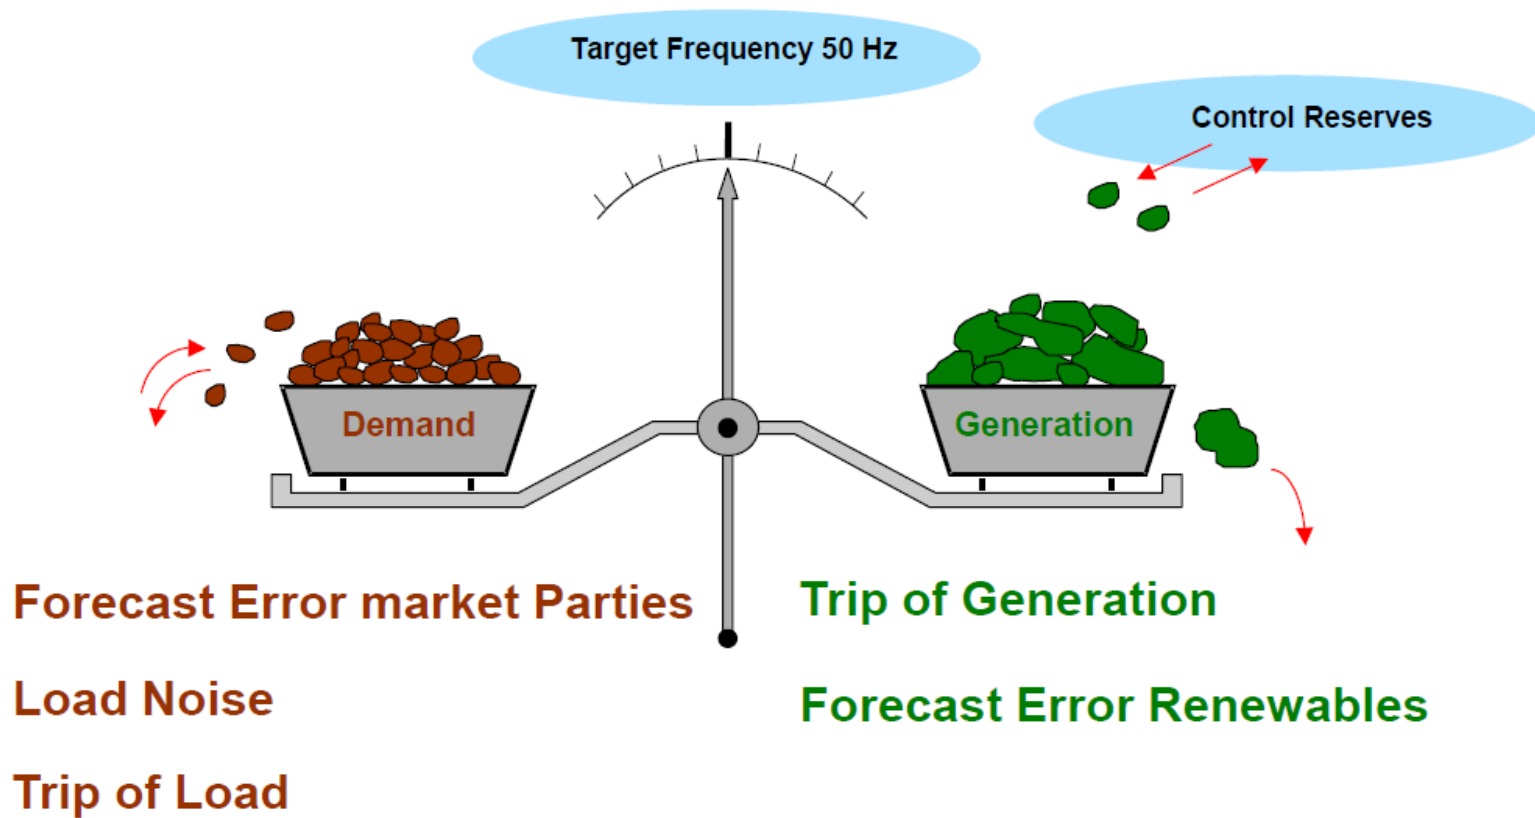 Target Frequency 50 Hz
Control Reserves
Demand
Generation
Forecast Error market Parties
Load Noise
Trip of Load
Trip of Generation
Forecast Error Renewables